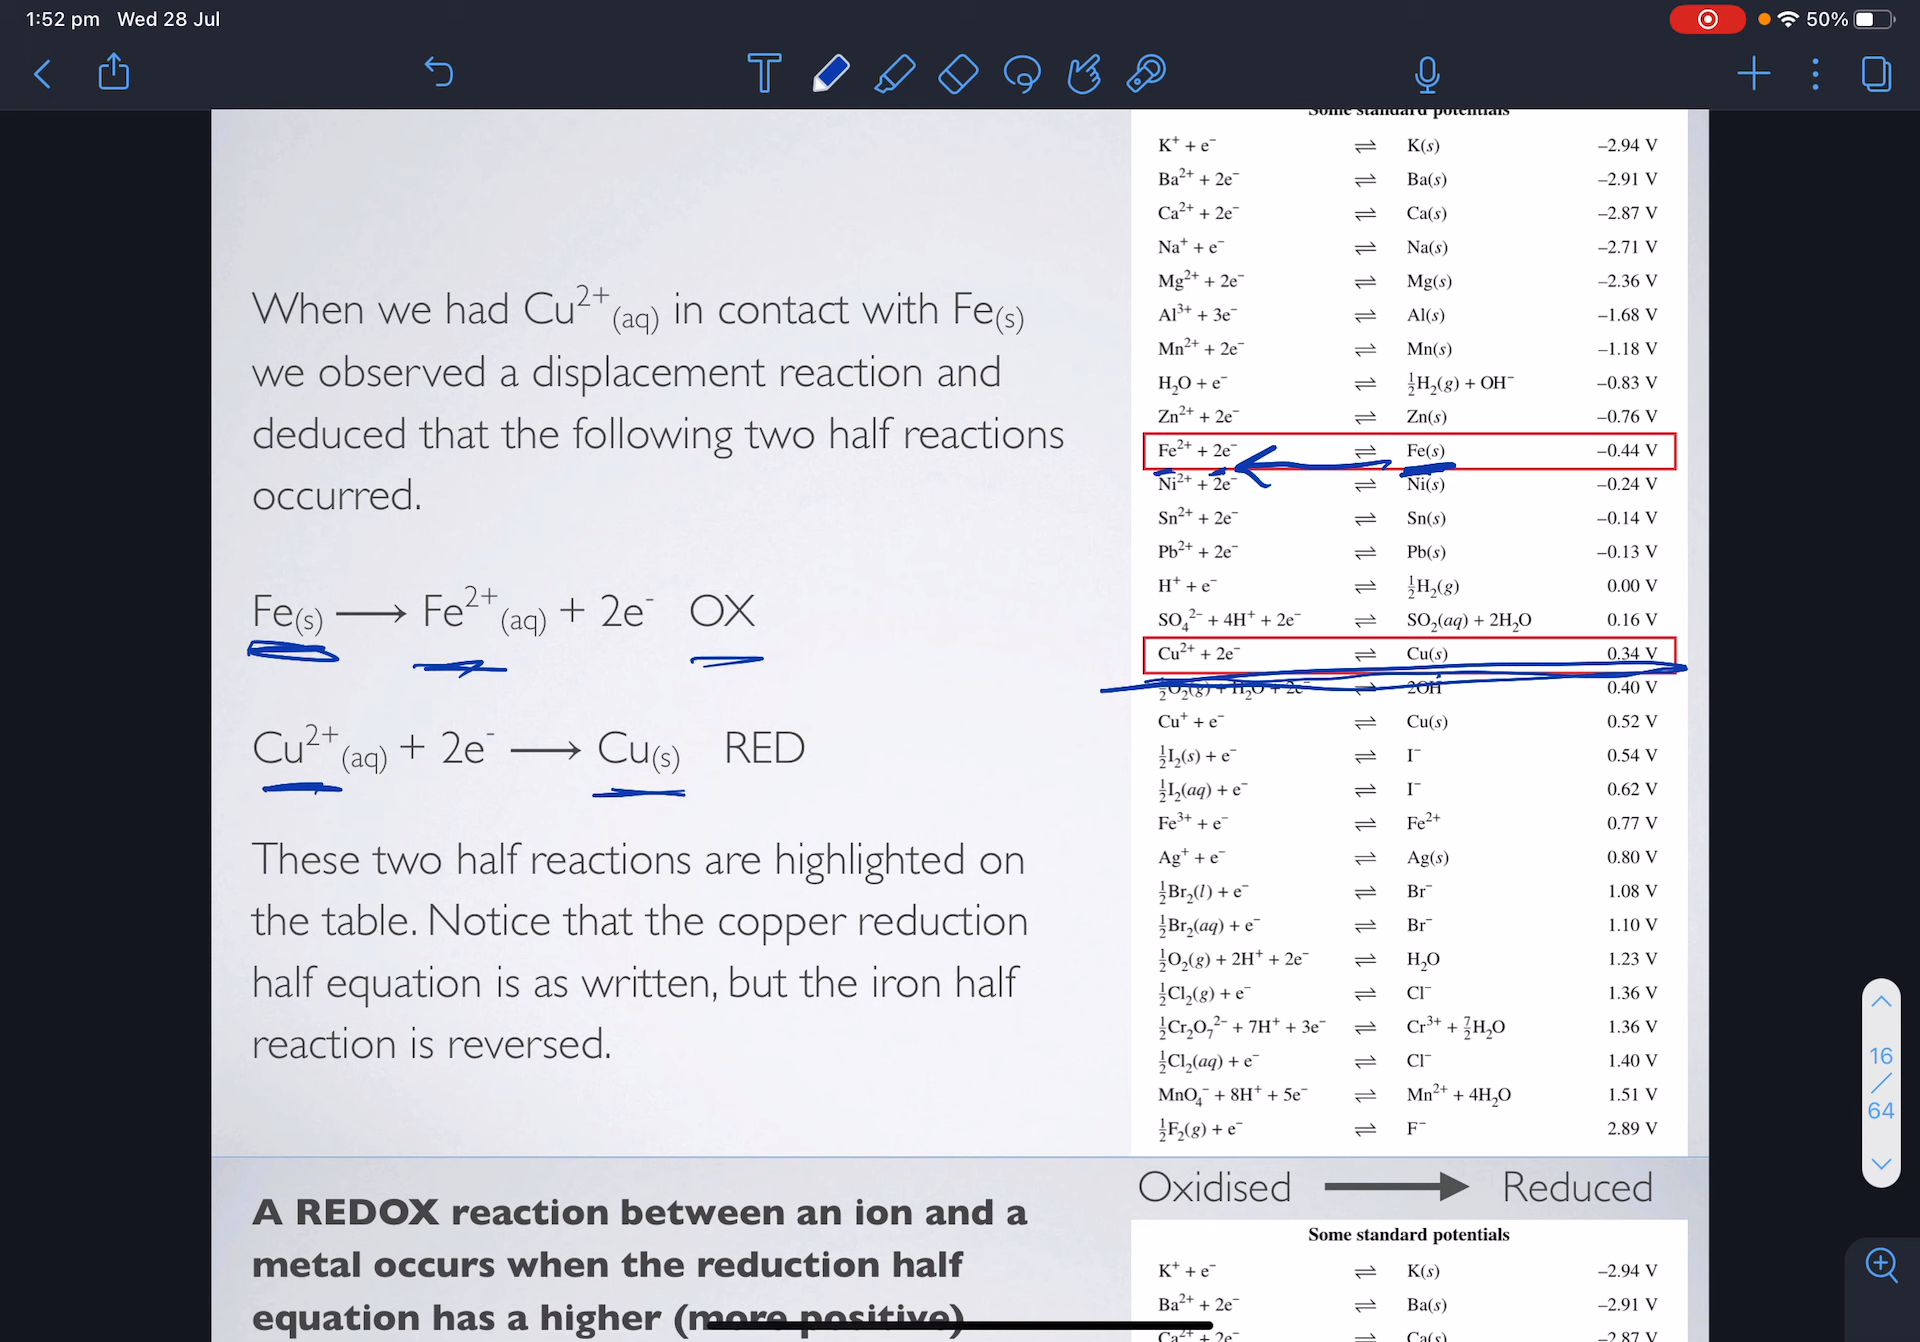 1:52 pm Wed 28 Jul
50%
T
When we had Cu²⁺(aq) in contact with Fe(s)
we observed a displacement reaction and
deduced that the following two half reactions
occurred.
Fe(s) ⟶ Fe²⁺(aq) + 2e⁻ OX
Cu²⁺(aq) + 2e⁻ ⟶ Cu(s) RED
These two half reactions are highlighted on
the table. Notice that the copper reduction
half equation is as written, but the iron half
reaction is reversed.
Some standard potentials
K⁺ + e⁻ ⇌ K(s) –2.94 V
Ba²⁺ + 2e⁻ ⇌ Ba(s) –2.91 V
Ca²⁺ + 2e⁻ ⇌ Ca(s) –2.87 V
Na⁺ + e⁻ ⇌ Na(s) –2.71 V
Mg²⁺ + 2e⁻ ⇌ Mg(s) –2.36 V
Al³⁺ + 3e⁻ ⇌ Al(s) –1.68 V
Mn²⁺ + 2e⁻ ⇌ Mn(s) –1.18 V
H₂O + e⁻ ⇌ ½H₂(g) + OH⁻ –0.83 V
Zn²⁺ + 2e⁻ ⇌ Zn(s) –0.76 V
Fe²⁺ + 2e⁻ ⇌ Fe(s) –0.44 V
Ni²⁺ + 2e⁻ ⇌ Ni(s) –0.24 V
Sn²⁺ + 2e⁻ ⇌ Sn(s) –0.14 V
Pb²⁺ + 2e⁻ ⇌ Pb(s) –0.13 V
H⁺ + e⁻ ⇌ ½H₂(g) 0.00 V
SO₄²⁻ + 4H⁺ + 2e⁻ ⇌ SO₂(aq) + 2H₂O 0.16 V
Cu²⁺ + 2e⁻ ⇌ Cu(s) 0.34 V
½O₂(g) + H₂O + 2e⁻ ⇌ 2OH⁻ 0.40 V
Cu⁺ + e⁻ ⇌ Cu(s) 0.52 V
½I₂(s) + e⁻ ⇌ I⁻ 0.54 V
½I₂(aq) + e⁻ ⇌ I⁻ 0.62 V
Fe³⁺ + e⁻ ⇌ Fe²⁺ 0.77 V
Ag⁺ + e⁻ ⇌ Ag(s) 0.80 V
½Br₂(l) + e⁻ ⇌ Br⁻ 1.08 V
½Br₂(aq) + e⁻ ⇌ Br⁻ 1.10 V
½O₂(g) + 2H⁺ + 2e⁻ ⇌ H₂O 1.23 V
½Cl₂(g) + e⁻ ⇌ Cl⁻ 1.36 V
½Cr₂O₇²⁻ + 7H⁺ + 3e⁻ ⇌ Cr³⁺ + 7/2H₂O 1.36 V
½Cl₂(aq) + e⁻ ⇌ Cl⁻ 1.40 V
MnO₄⁻ + 8H⁺ + 5e⁻ ⇌ Mn²⁺ + 4H₂O 1.51 V
½F₂(g) + e⁻ ⇌ F⁻ 2.89 V
16
/
64
A REDOX reaction between an ion and a
metal occurs when the reduction half
equation has a higher (more positive)
Oxidised ⟶ Reduced
Some standard potentials
K⁺ + e⁻ ⇌ K(s) –2.94 V
Ba²⁺ + 2e⁻ ⇌ Ba(s) –2.91 V
Ca²⁺ + 2e⁻ ⇌ Ca(s) –2.87 V